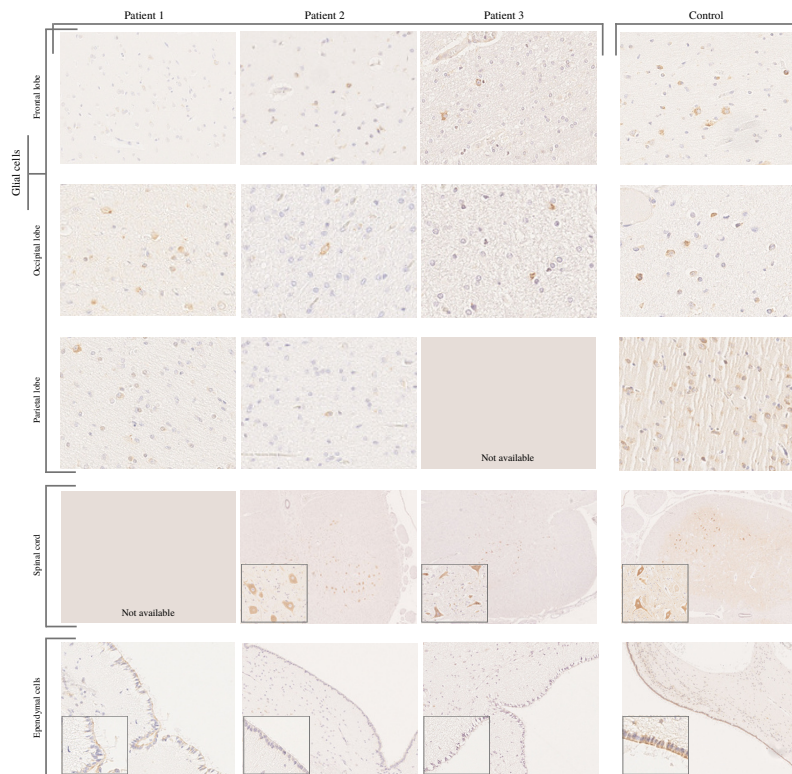 Patient 1
Patient 2
Patient 3
Control
Glial cells
Frontal lobe
Occipital lobe
Parietal lobe
Not available
Spinal cord
Not available
Ependymal cells